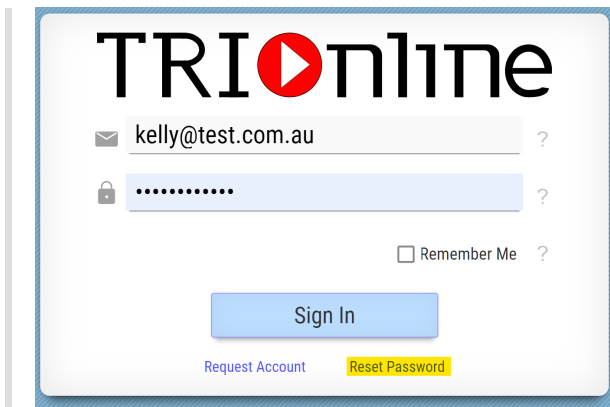 TRIOnline
kelly@test.com.au
••••••••••••
Remember Me
Sign In
Request Account Reset Password